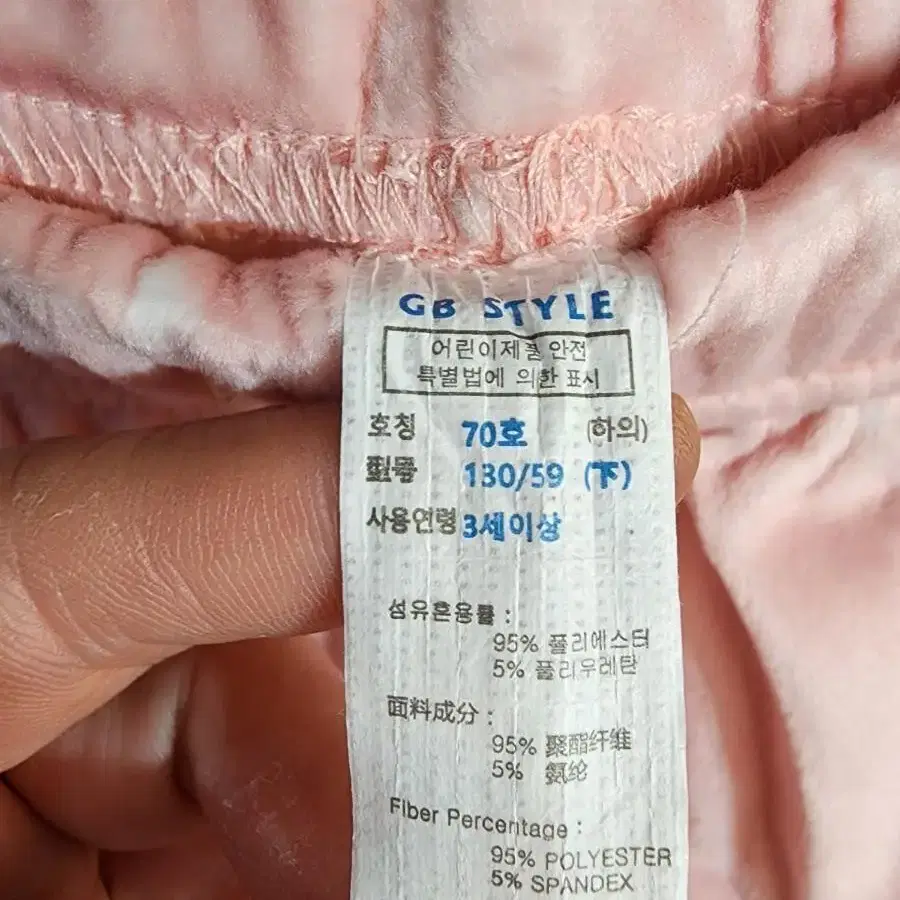 GB STYLE
어린이제품 안전
특별법에 의한 표시
호칭 70호 (하의)
型号 130/59 (下)
사용연령 3세이상
섬유혼용률 :
95% 폴리에스터
5% 폴리우레탄
面料成分 :
95% 聚酯纤维
5% 氨纶
Fiber Percentage :
95% POLYESTER
5% SPANDEX